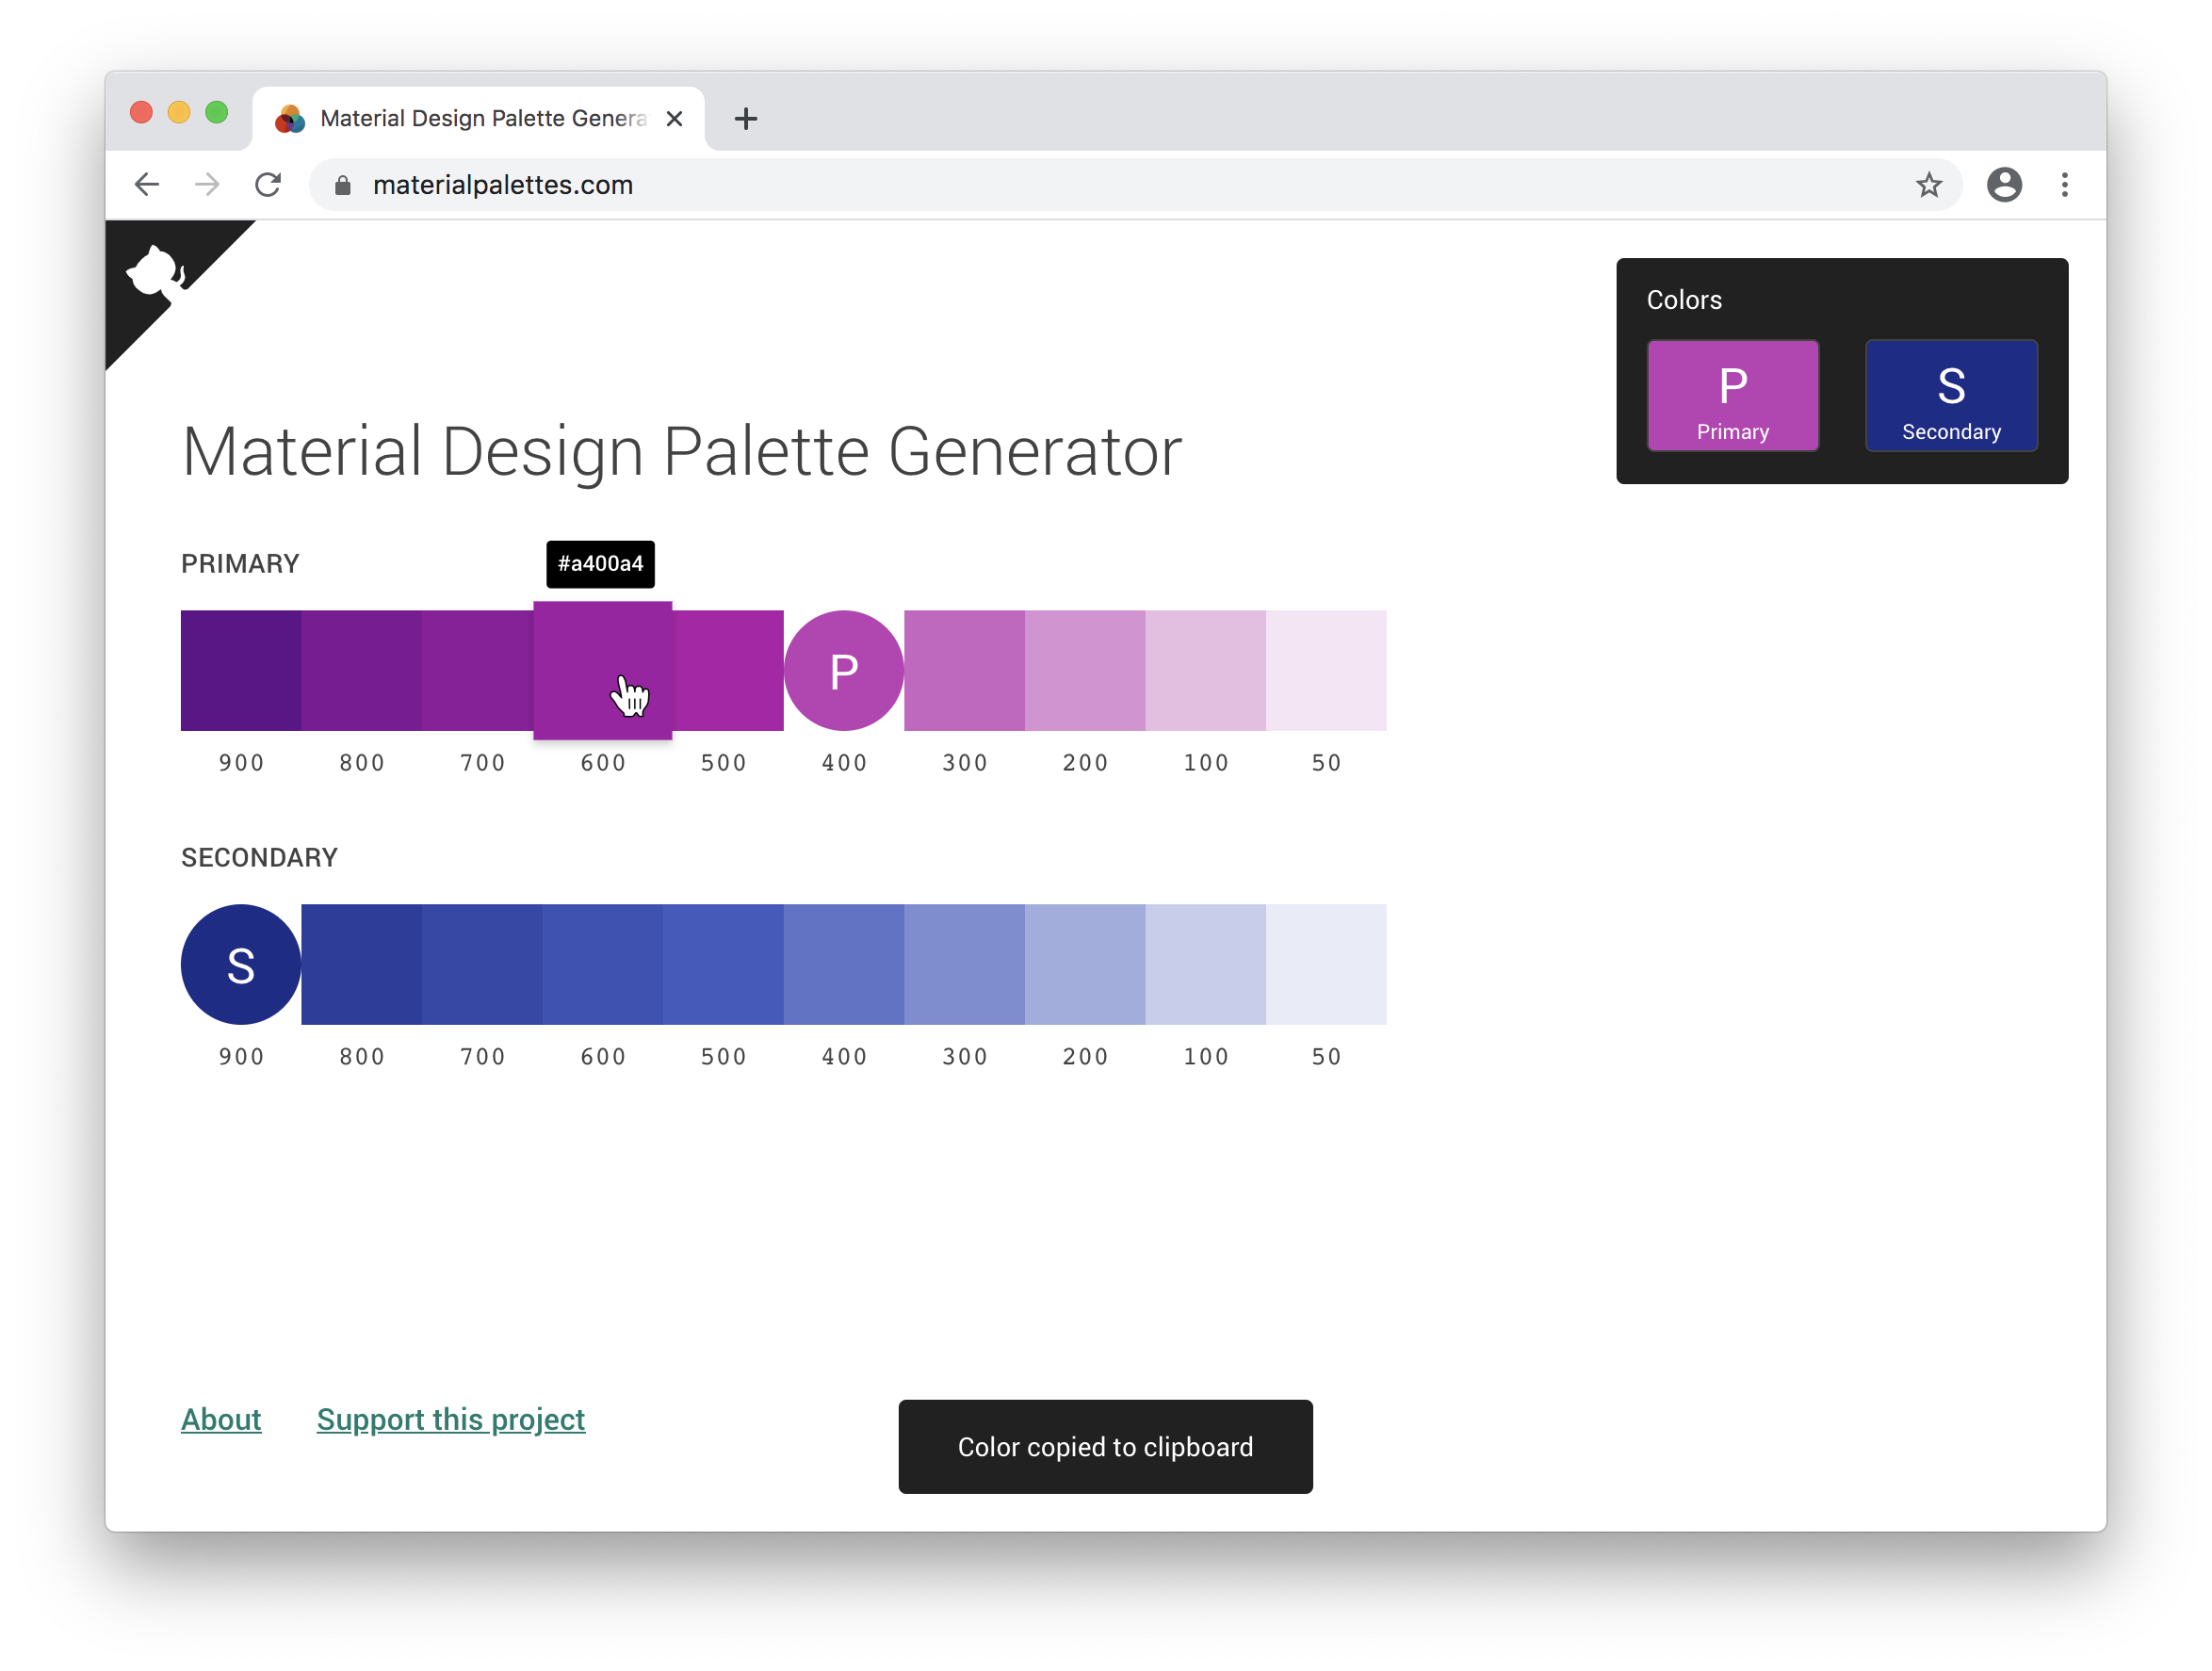 Material Design Palette Genera
materialpalettes.com
Colors
P
Primary
S
Secondary
Material Design Palette Generator
PRIMARY
#a400a4
P
900 800 700 600 500 400 300 200 100 50
SECONDARY
S
900 800 700 600 500 400 300 200 100 50
About Support this project
Color copied to clipboard